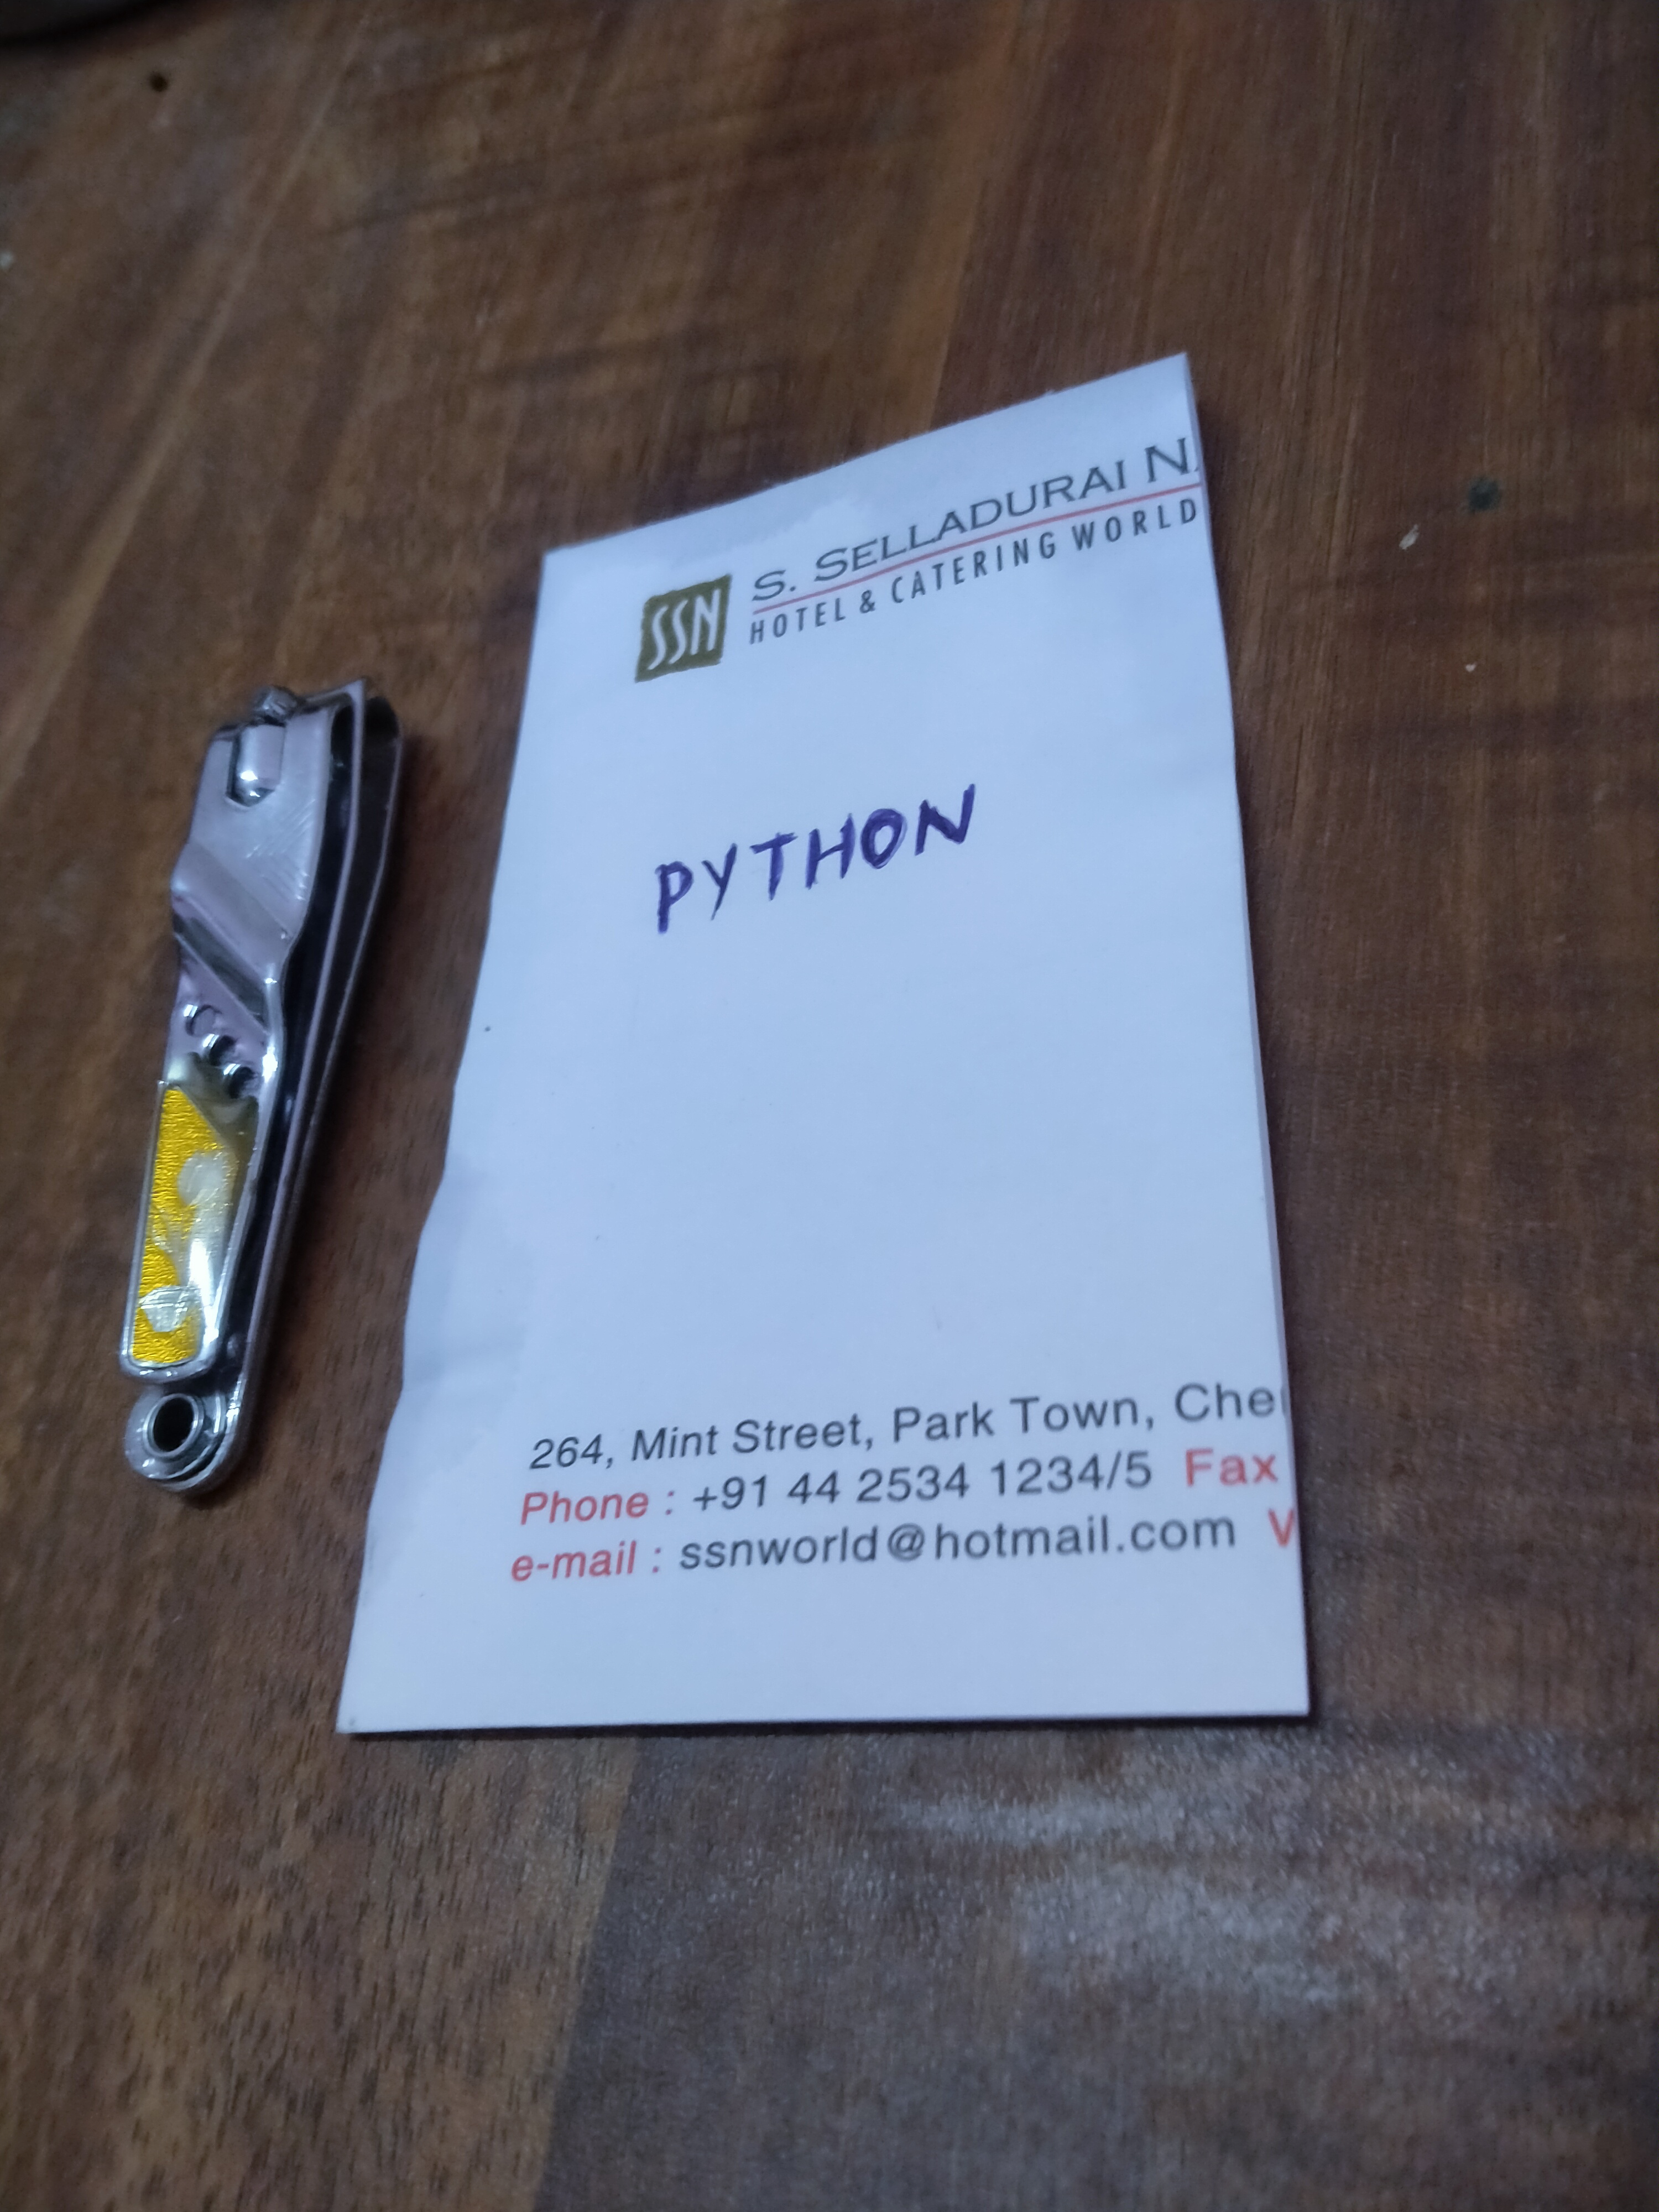 SSN
S. SELLADURAI N
HOTEL & CATERING WORLD
PYTHON
264, Mint Street, Park Town, Che
Phone : +91 44 2534 1234/5 Fax
e-mail : ssnworld@hotmail.com